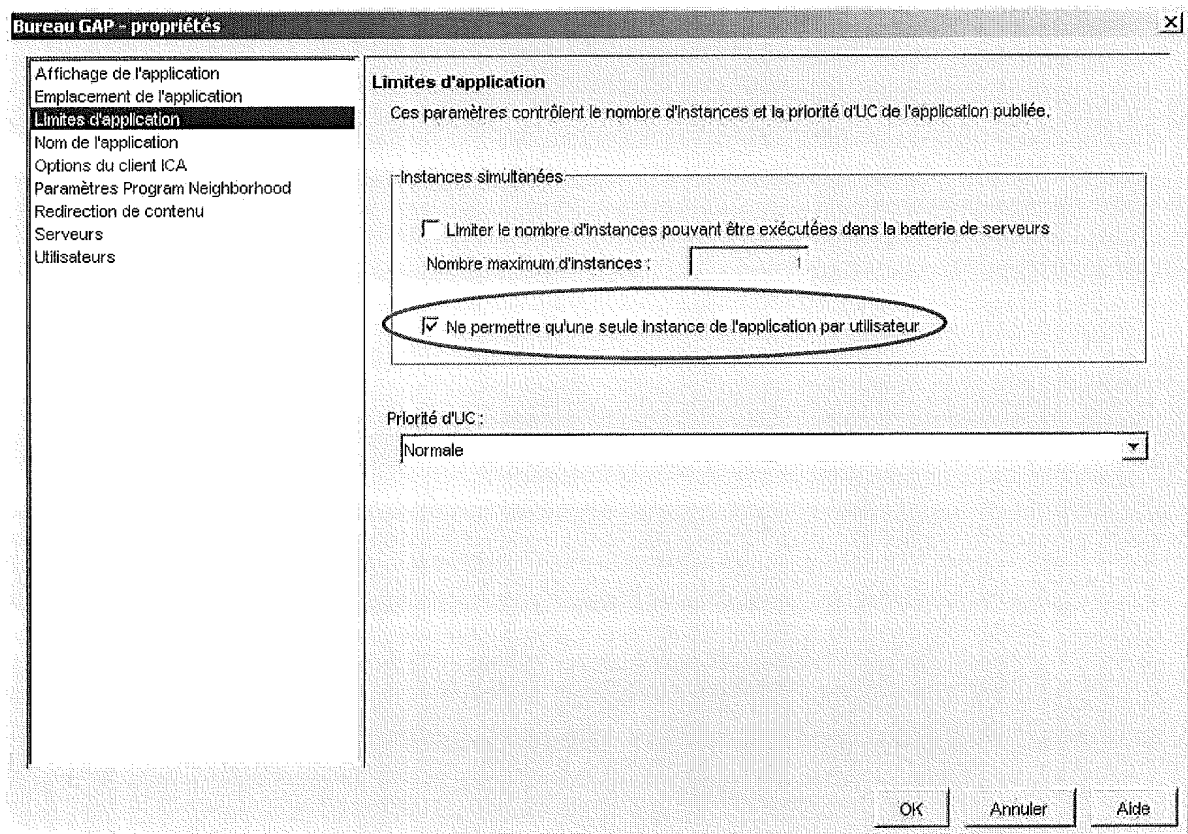 Bureau GAP - propriétés
Affichage de l'application
Emplacement de l'application
Limites d'application
Nom de l'application
Options du client ICA
Paramètres Program Neighborhood
Redirection de contenu
Serveurs
Utilisateurs
Limites d'application
Ces paramètres contrôlent le nombre d'instances et la priorité d'UC de l'application publiée.
Instances simultanées
Limiter le nombre d'instances pouvant être exécutées dans la batterie de serveurs
Nombre maximum d'instances :
1
Ne permettre qu'une seule instance de l'application par utilisateur
Priorité d'UC :
Normale
OK
Annuler
Aide